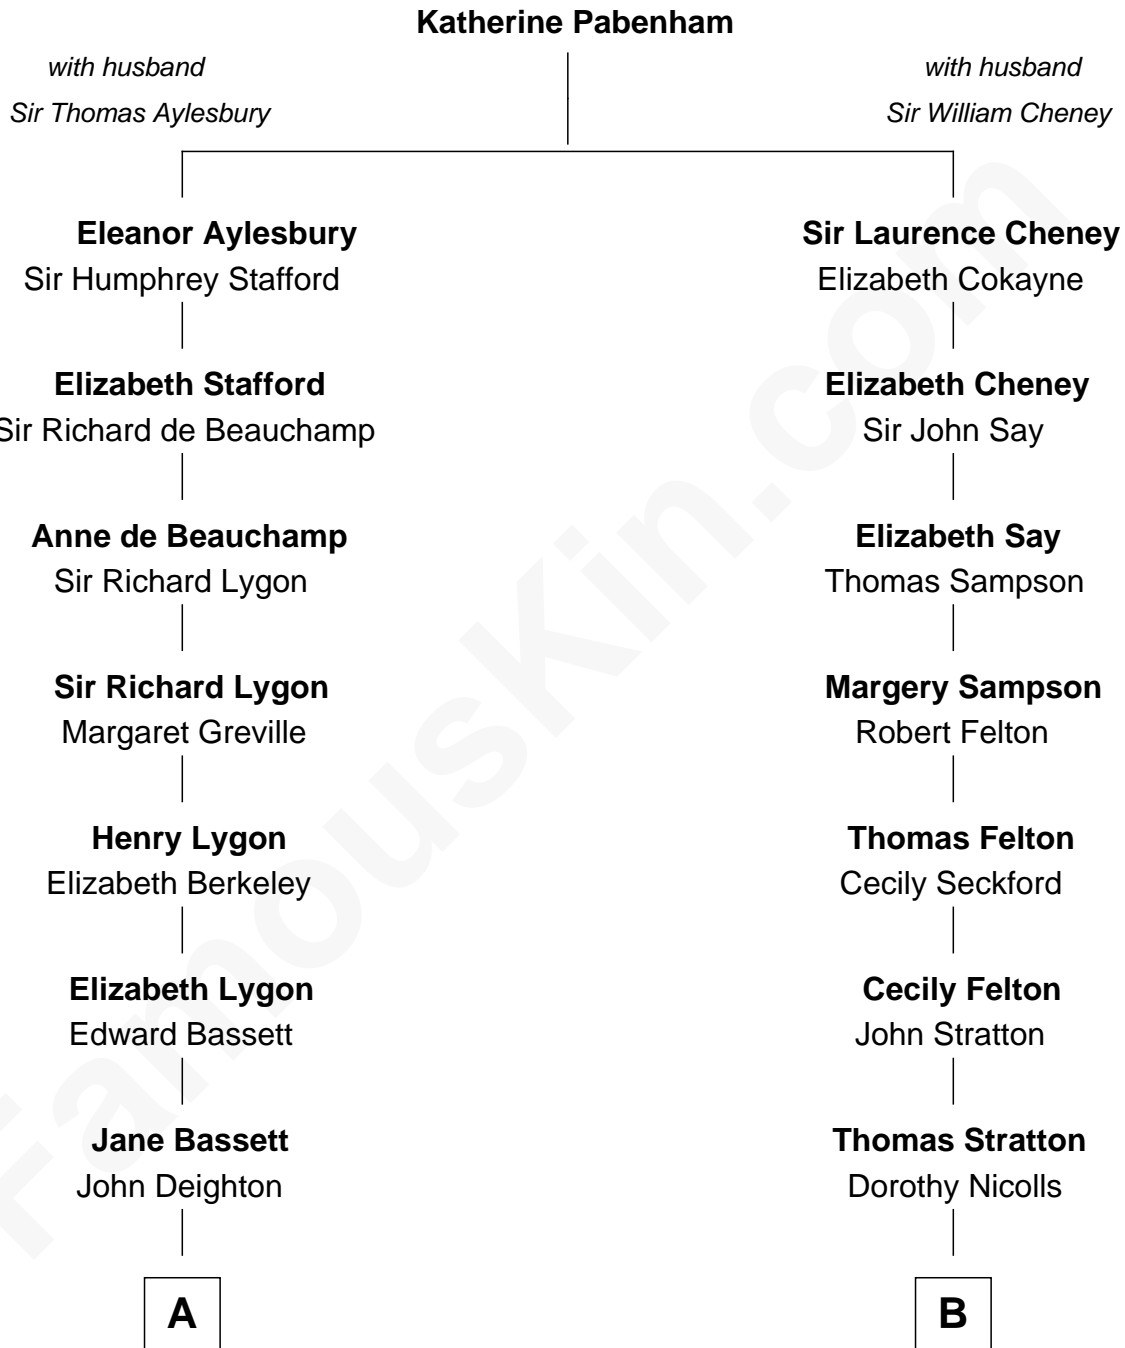 Katherine Pabenham
with husband
Sir Thomas Aylesbury
with husband
Sir William Cheney
Eleanor Aylesbury
Sir Humphrey Stafford
Sir Laurence Cheney
Elizabeth Cokayne
Elizabeth Stafford
Sir Richard de Beauchamp
Elizabeth Cheney
Sir John Say
Anne de Beauchamp
Sir Richard Lygon
Elizabeth Say
Thomas Sampson
Sir Richard Lygon
Margaret Greville
Margery Sampson
Robert Felton
Henry Lygon
Elizabeth Berkeley
Thomas Felton
Cecily Seckford
Elizabeth Lygon
Edward Bassett
Cecily Felton
John Stratton
Jane Bassett
John Deighton
Thomas Stratton
Dorothy Nicolls
A
B
FamousKin.com